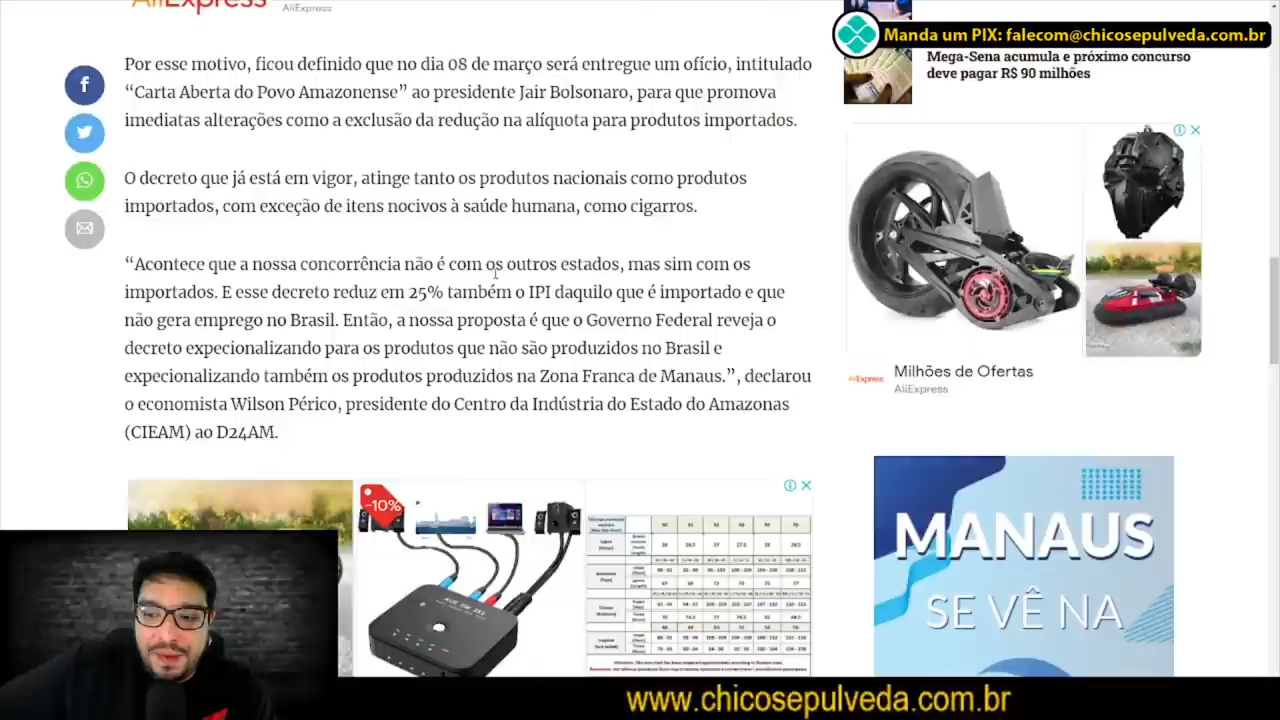 AliExpress
AliExpress
Manda um PIX: falecom@chicosepulveda.com.br
Mega-Sena acumula e próximo concurso
deve pagar R$ 90 milhões
Por esse motivo, ficou definido que no dia 08 de março será entregue um ofício, intitulado
“Carta Aberta do Povo Amazonense” ao presidente Jair Bolsonaro, para que promova
imediatas alterações como a exclusão da redução na alíquota para produtos importados.
O decreto que já está em vigor, atinge tanto os produtos nacionais como produtos
importados, com exceção de itens nocivos à saúde humana, como cigarros.
“Acontece que a nossa concorrência não é com os outros estados, mas sim com os
importados. E esse decreto reduz em 25% também o IPI daquilo que é importado e que
não gera emprego no Brasil. Então, a nossa proposta é que o Governo Federal reveja o
decreto expecionalizando para os produtos que não são produzidos no Brasil e
expecionalizando também os produtos produzidos na Zona Franca de Manaus.”, declarou
o economista Wilson Périco, presidente do Centro da Indústria do Estado do Amazonas
(CIEAM) ao D24AM.
Milhões de Ofertas
AliExpress
AliExpress
-10%
MANAUS
SE VÊ NA
www.chicosepulveda.com.br